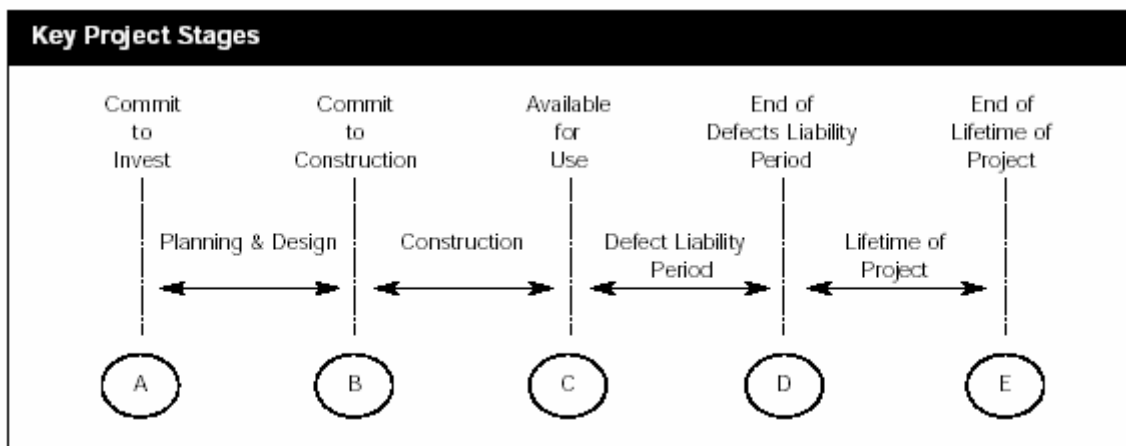 Key Project Stages
Commit
to
Invest
Commit
to
Construction
Available
for
Use
End of
Defects Liability
Period
End of
Lifetime of
Project
Planning & Design
Construction
Defect Liability
Period
Lifetime of
Project
A
B
C
D
E